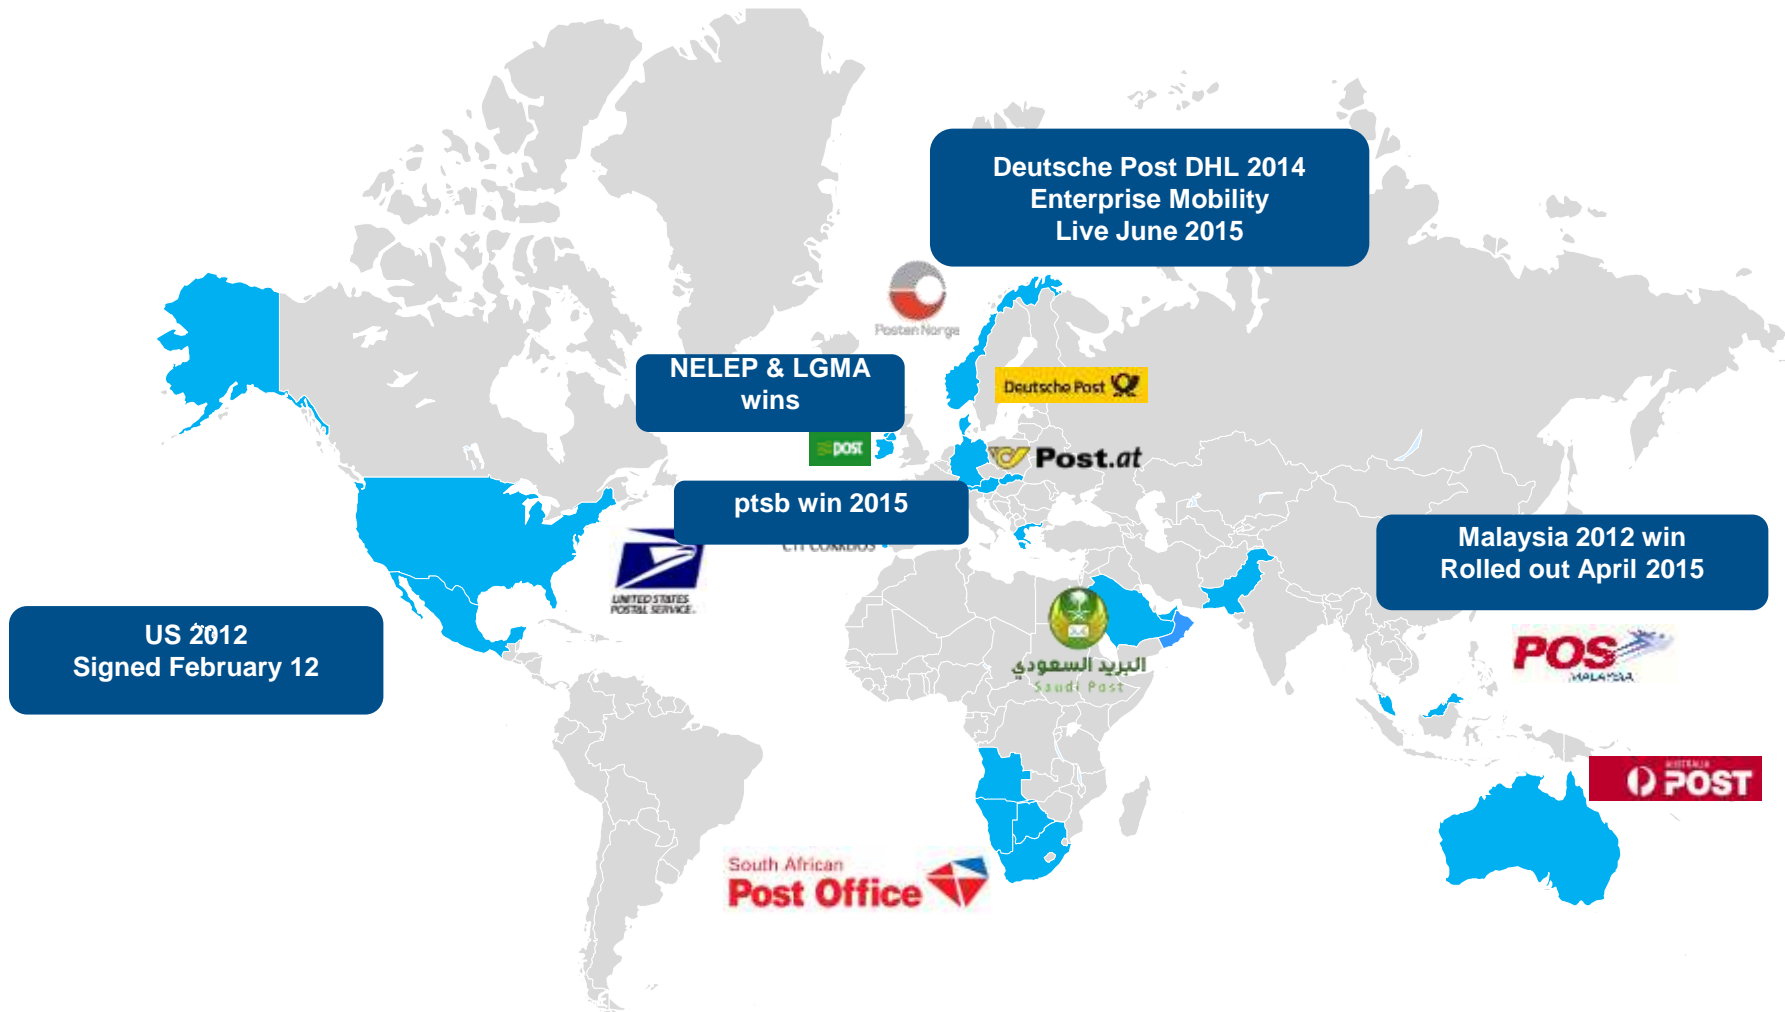 Deutsche Post DHL 2014
Enterprise Mobility
Live June 2015
Posten Norge
NELEP & LGMA
wins
Deutsche Post
post
Post.at
ptsb win 2015
UNITED STATES
POSTAL SERVICE
Malaysia 2012 win
Rolled out April 2015
US 2012
Signed February 12
البريد السعودي
Saudi Post
POS
MALAYSIA
AUSTRALIA
POST
South African
Post Office